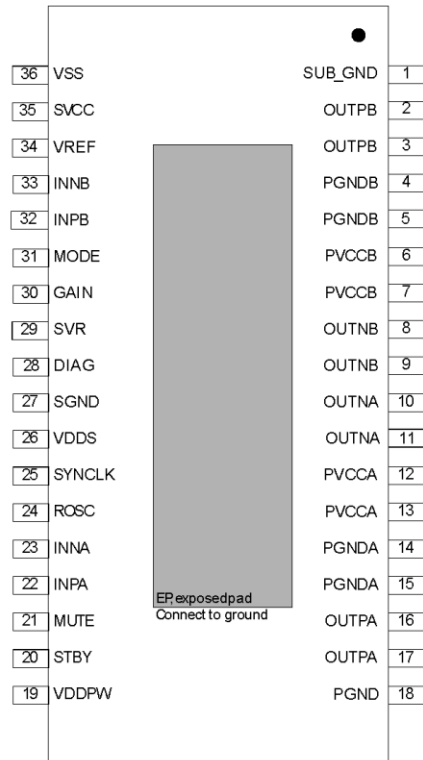 36 VSS SUB_GND 1
35 SVCC OUTPB 2
34 VREF OUTPB 3
33 INNB PGNDB 4
32 INPB PGNDB 5
31 MODE PVCCB 6
30 GAIN PVCCB 7
29 SVR OUTNB 8
28 DIAG OUTNB 9
27 SGND OUTNA 10
26 VDDS OUTNA 11
25 SYNCLK PVCCA 12
24 ROSC PVCCA 13
23 INNA PGNDA 14
22 INPA PGNDA 15
EP, exposedpad
Connect to ground
21 MUTE OUTPA 16
20 STBY OUTPA 17
19 VDDPW PGND 18